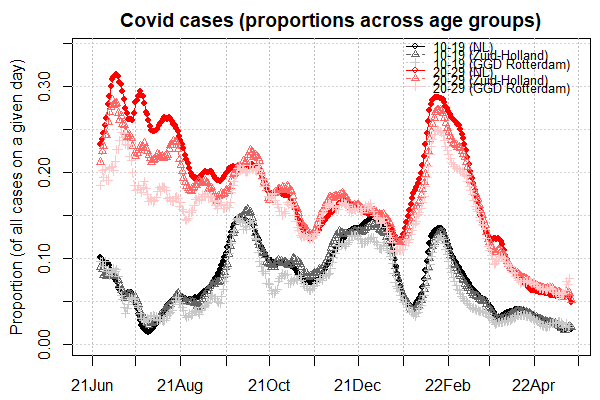 Covid cases (proportions across age groups)
10-19 (NL)
10-19 (Zuid-Holland)
10-19 (GGD Rotterdam)
20-29 (NL)
20-29 (Zuid-Holland)
20-29 (GGD Rotterdam)
Proportion (of all cases on a given day)
0.30
0.20
0.10
0.00
21Jun 21Aug 21Oct 21Dec 22Feb 22Apr